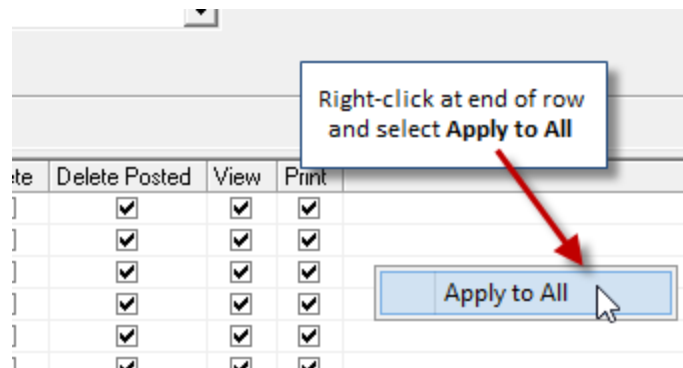 Right-click at end of row
and select Apply to All
te Delete Posted View Print
Apply to All